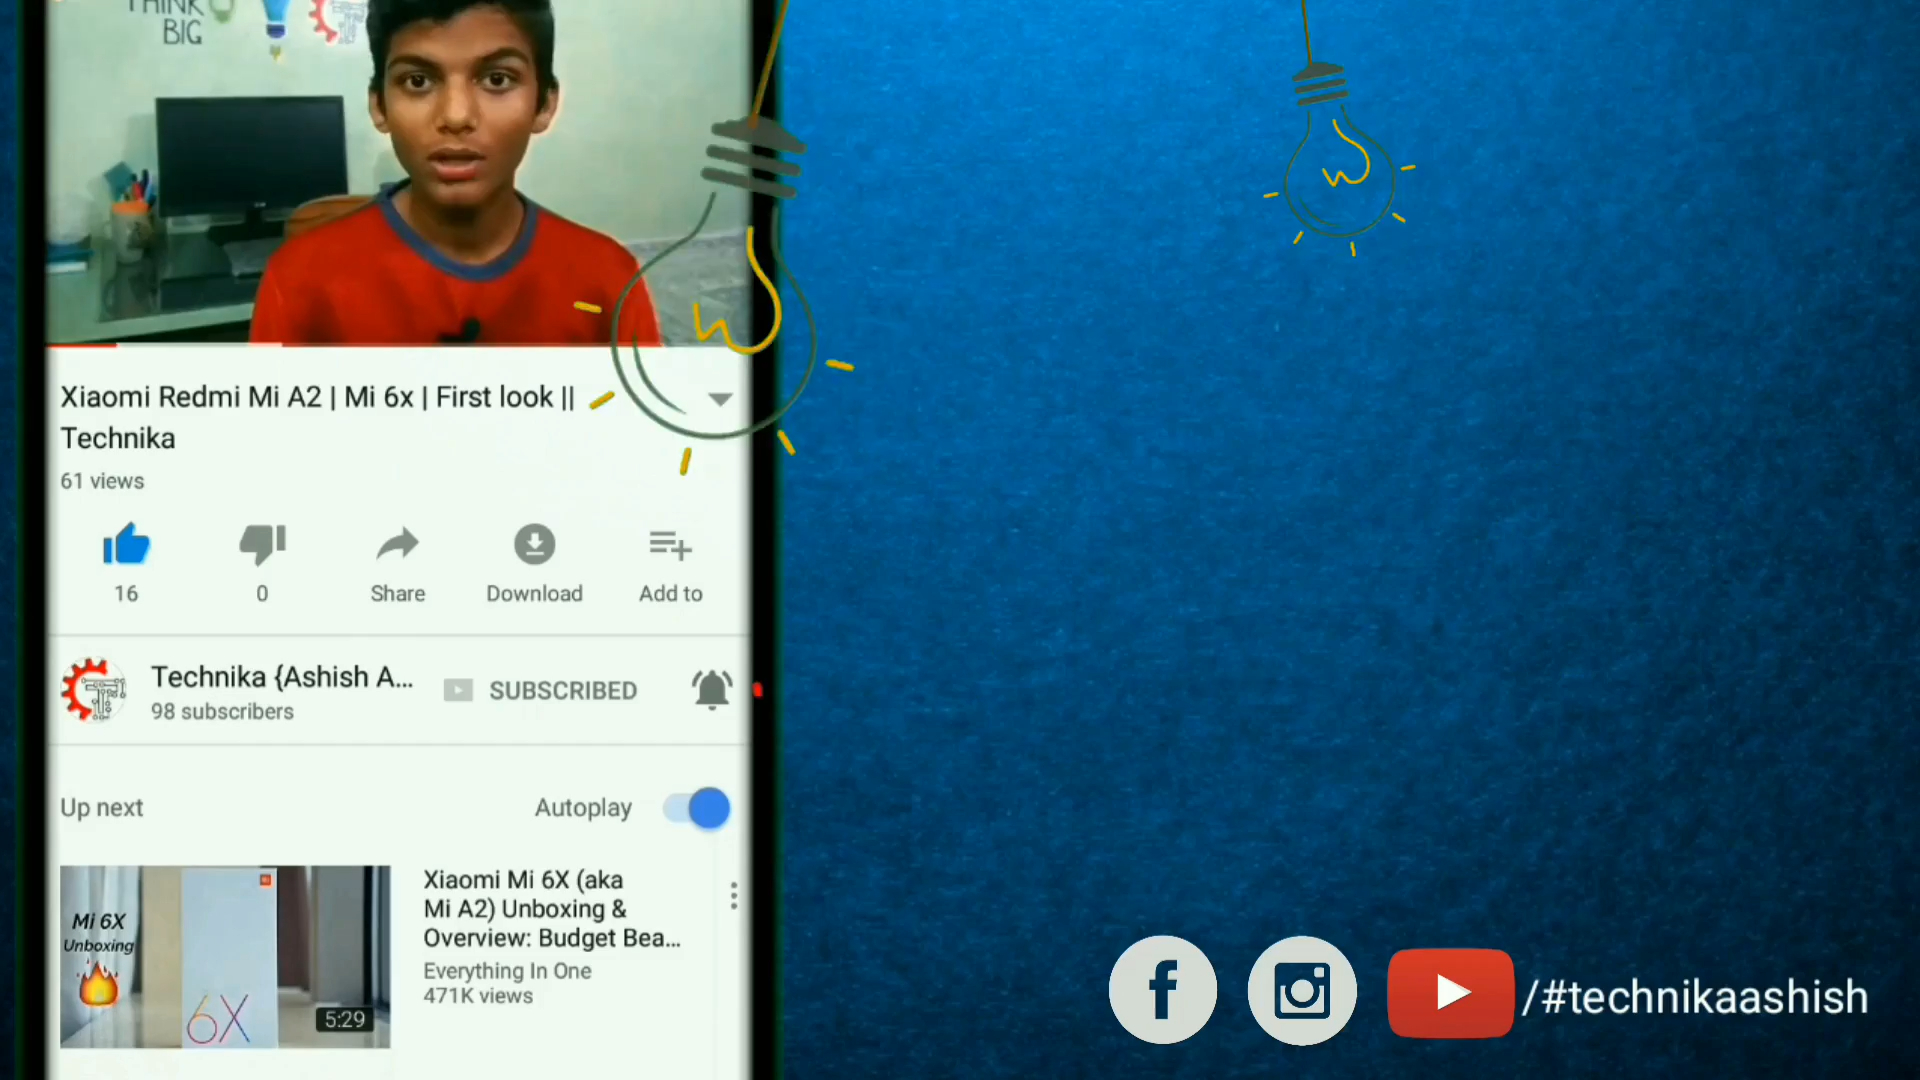 THINK
BIG
Xiaomi Redmi Mi A2 | Mi 6x | First look ||
Technika
61 views
16
0
Share
Download
Add to
Technika {Ashish A...
98 subscribers
SUBSCRIBED
Up next
Autoplay
Mi 6X
Unboxing
6X
5:29
Xiaomi Mi 6X (aka
Mi A2) Unboxing &
Overview: Budget Bea...
Everything In One
471K views
/#technikaashish